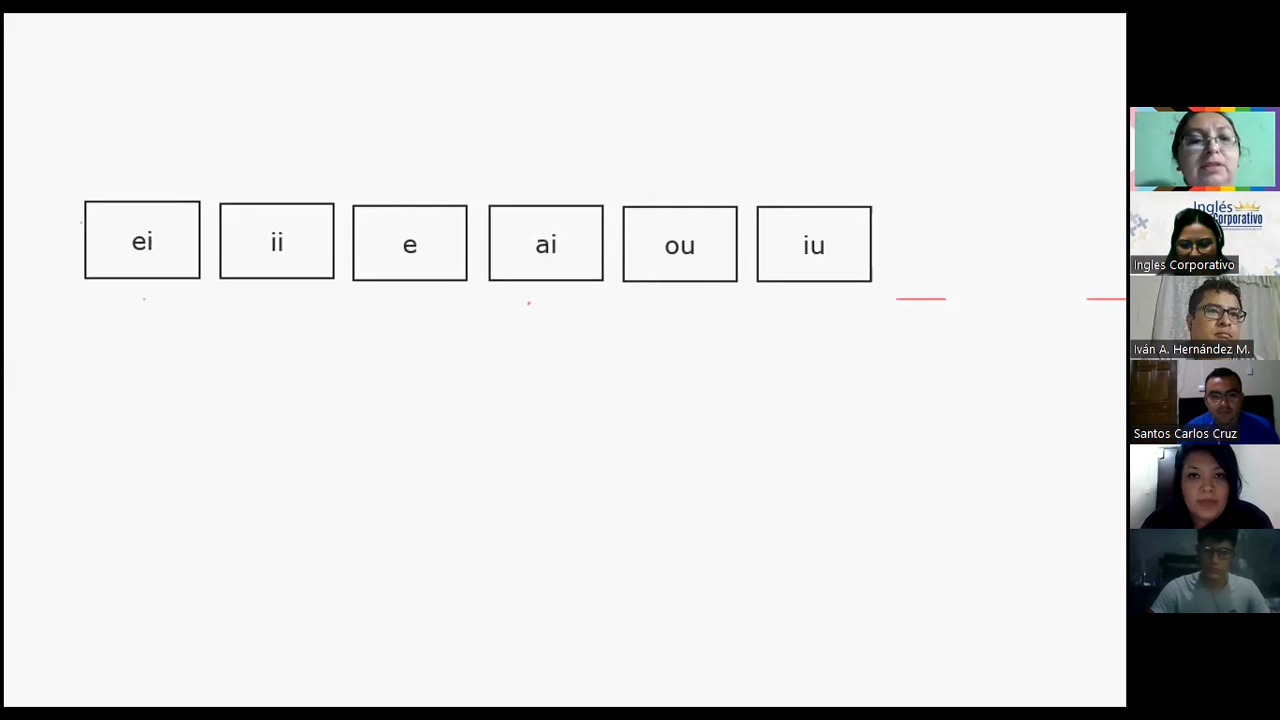 ei ii e ai ou iu
Inglés
Corporativo
Ingles Corporativo
Iván A. Hernández M.
Santos Carlos Cruz